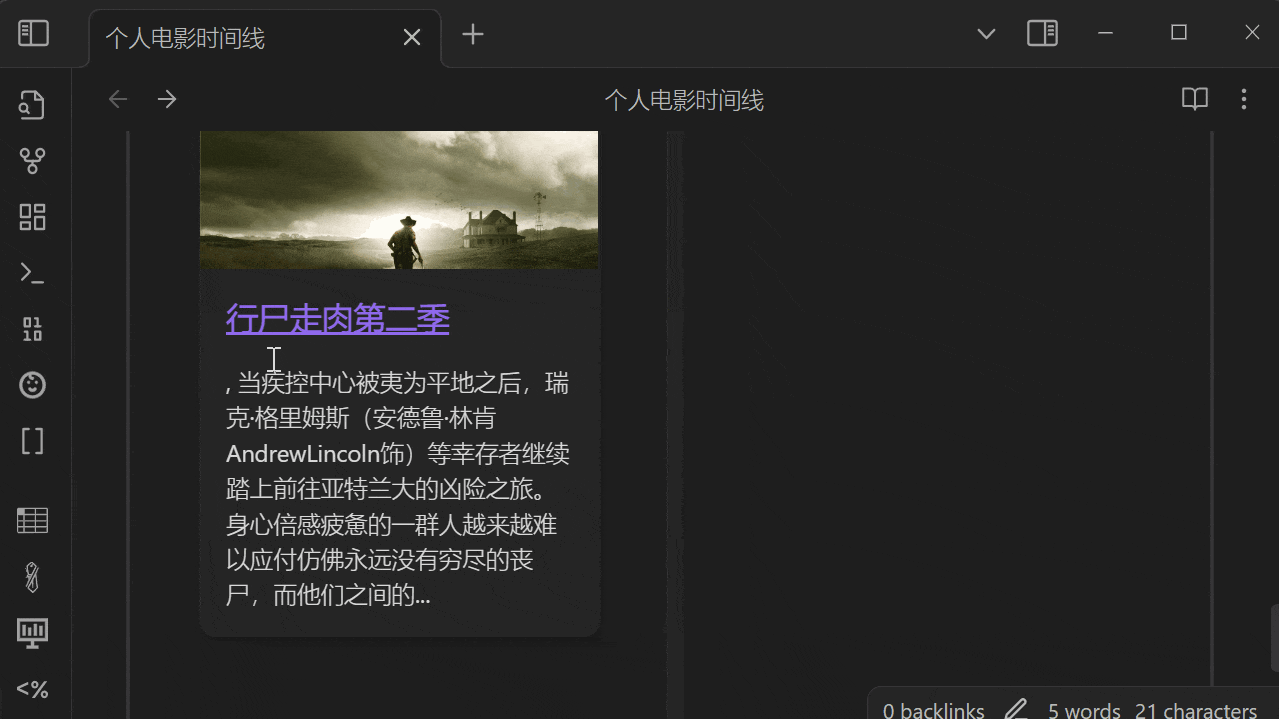 个人电影时间线
个人电影时间线
行尸走肉第二季
, 当疾控中心被夷为平地之后，瑞
克·格里姆斯（安德鲁·林肯
AndrewLincoln饰）等幸存者继续
踏上前往亚特兰大的凶险之旅。
身心倍感疲惫的一群人越来越难
以应付仿佛永远没有穷尽的丧
尸，而他们之间的...
<%
0 backlinks 5 words 21 characters